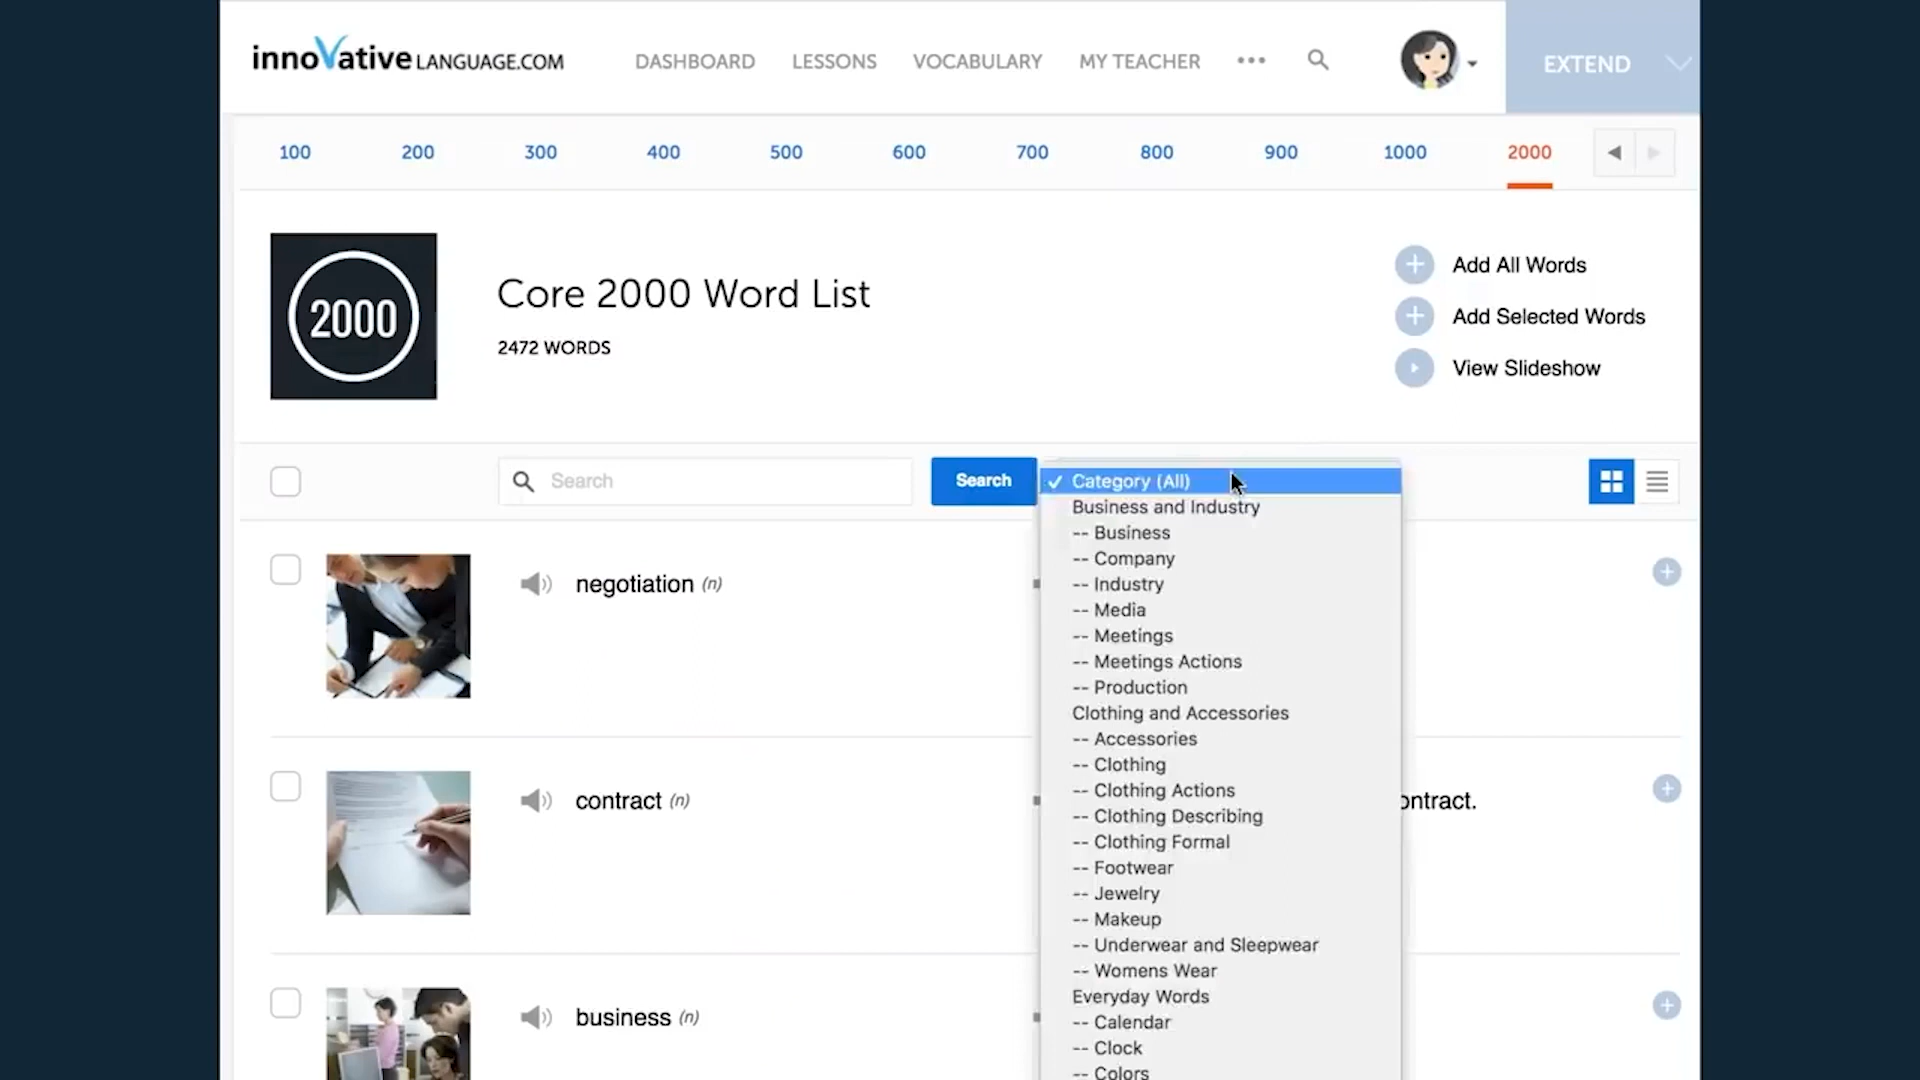 innoVative LANGUAGE.COM
DASHBOARD LESSONS VOCABULARY MY TEACHER
EXTEND
100 200 300 400 500 600 700 800 900 1000 2000
2000
Core 2000 Word List
2472 WORDS
Add All Words
Add Selected Words
View Slideshow
Search
Search
Category (All)
Business and Industry
-- Business
-- Company
-- Industry
-- Media
-- Meetings
-- Meetings Actions
-- Production
Clothing and Accessories
-- Accessories
-- Clothing
-- Clothing Actions
-- Clothing Describing
-- Clothing Formal
-- Footwear
-- Jewelry
-- Makeup
-- Underwear and Sleepwear
-- Womens Wear
Everyday Words
-- Calendar
-- Clock
-- Colors
negotiation (n)
contract (n)
business (n)